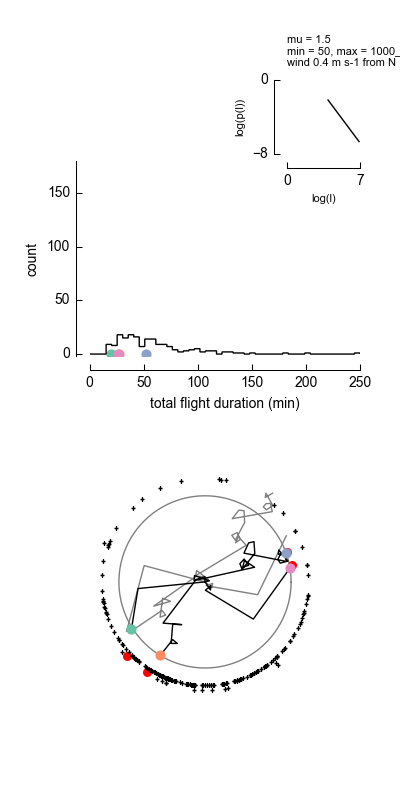 mu = 1.5
min = 50, max = 1000_
wind 0.4 m s-1 from N
0
log(p(l))
−8
0
7
log(l)
150
100
50
0
count
0
50
100
150
200
250
total flight duration (min)